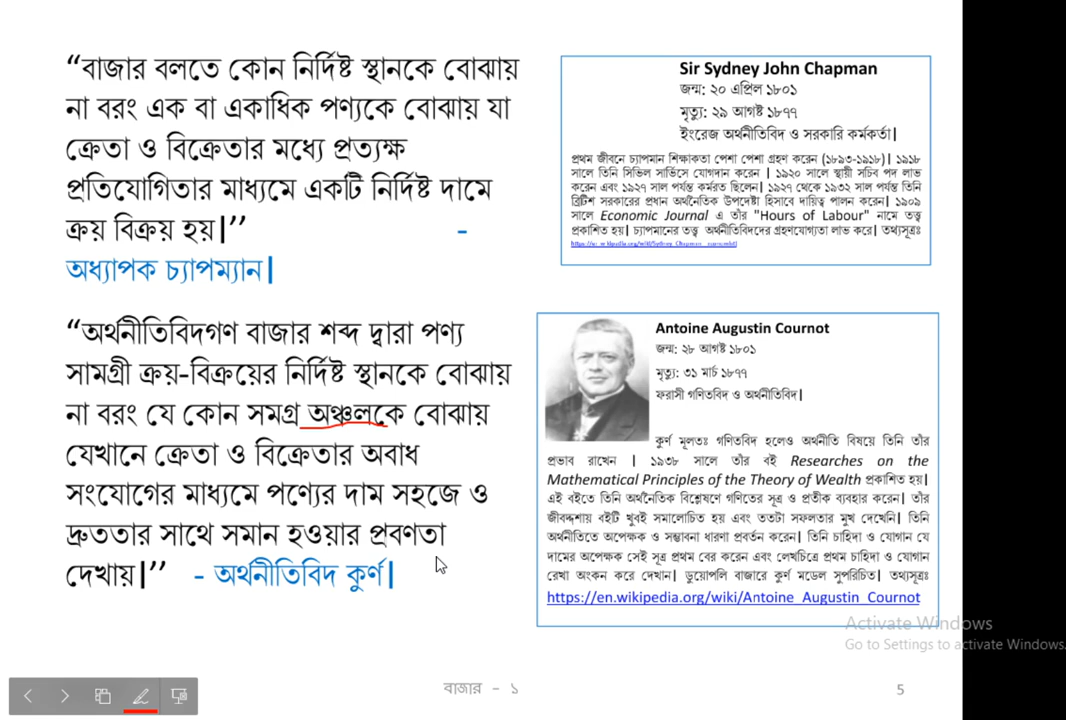 “বাজার বলতে কোন নির্দিষ্ট স্থানকে বোঝায়
না বরং এক বা একাধিক পণ্যকে বোঝায় যা
ক্রেতা ও বিক্রেতার মধ্যে প্রত্যক্ষ
প্রতিযোগিতার মাধ্যমে একটি নির্দিষ্ট দামে
ক্রয় বিক্রয় হয়।’’ -
অধ্যাপক চ্যাপম্যান।
“অর্থনীতিবিদগণ বাজার শব্দ দ্বারা পণ্য
সামগ্রী ক্রয়-বিক্রয়ের নির্দিষ্ট স্থানকে বোঝায়
না বরং যে কোন সমগ্র অঞ্চলকে বোঝায়
যেখানে ক্রেতা ও বিক্রেতার অবাধ
সংযোগের মাধ্যমে পণ্যের দাম সহজে ও
দ্রুততার সাথে সমান হওয়ার প্রবণতা
দেখায়।’’ - অর্থনীতিবিদ কুর্ণ।
Sir Sydney John Chapman
জন্ম: ২০ এপ্রিল ১৮০১
মৃত্যু: ২৯ আগষ্ট ১৮৭৭
ইংরেজ অর্থনীতিবিদ ও সরকারি কর্মকর্তা।
প্রথম জীবনে চ্যাপমান শিক্ষাকতা পেশা পেশা গ্রহণ করেন (১৮৯৩-১৯১৮)। ১৯১৮
সালে তিনি সিভিল সার্ভিসে যোগদান করেন । ১৯২০ সালে স্থায়ী সচিব পদ লাভ
করেন এবং ১৯২৭ সাল পর্যন্ত কর্মরত ছিলেন। ১৯২৭ থেকে ১৯৩২ সাল পর্যন্ত তিনি
ব্রিটিশ সরকারের প্রধান অর্থনৈতিক উপদেষ্টা হিসাবে দায়িত্ব পালন করেন। ১৯০৯
সালে Economic Journal এ তাঁর "Hours of Labour" নামে তত্ত্ব
প্রকাশিত হয়। চ্যাপমানের তত্ত্ব অর্থনীতিবিদদের গ্রহণযোগ্যতা লাভ করে। তথ্যসূত্রঃ
Antoine Augustin Cournot
জন্ম: ২৮ আগষ্ট ১৮০১
মৃত্যু: ৩১ মার্চ ১৮৭৭
ফরাসী গণিতবিদ ও অর্থনীতিবিদ।
কুর্ণ মূলতঃ গণিতবিদ হলেও অর্থনীতি বিষয়ে তিনি তাঁর
প্রভাব রাখেন । ১৯৩৮ সালে তাঁর বই Researches on the
Mathematical Principles of the Theory of Wealth প্রকাশিত হয়।
এই বইতে তিনি অর্থনৈতিক বিশ্লেষণে গণিতের সূত্র ও প্রতীক ব্যবহার করেন। তাঁর
জীবদ্দশায় বইটি খুবই সমালোচিত হয় এবং ততটা সফলতার মুখ দেখেনি। তিনি
অর্থনীতিতে অপেক্ষক ও সম্ভাবনা ধারণা প্রবর্তন করেন। তিনি চাহিদা ও যোগান যে
দামের অপেক্ষক সেই সূত্র প্রথম বের করেন এবং লেখচিত্রে প্রথম চাহিদা ও যোগান
রেখা অংকন করে দেখান। ডুয়োপলি বাজারে কুর্ণ মডেল সুপরিচিত। তথ্যসূত্রঃ
https://en.wikipedia.org/wiki/Antoine_Augustin_Cournot
Activate Windows
Go to Settings to activate Windows.
বাজার – ১
5